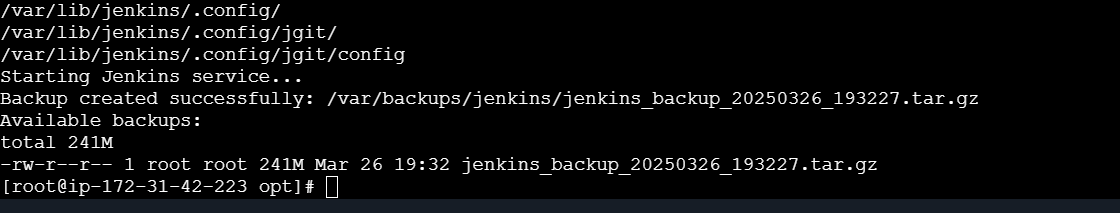 /var/lib/jenkins/.config/
/var/lib/jenkins/.config/jgit/
/var/lib/jenkins/.config/jgit/config
Starting Jenkins service...
Backup created successfully: /var/backups/jenkins/jenkins_backup_20250326_193227.tar.gz
Available backups:
total 241M
-rw-r--r-- 1 root root 241M Mar 26 19:32 jenkins_backup_20250326_193227.tar.gz
[root@ip-172-31-42-223 opt]#